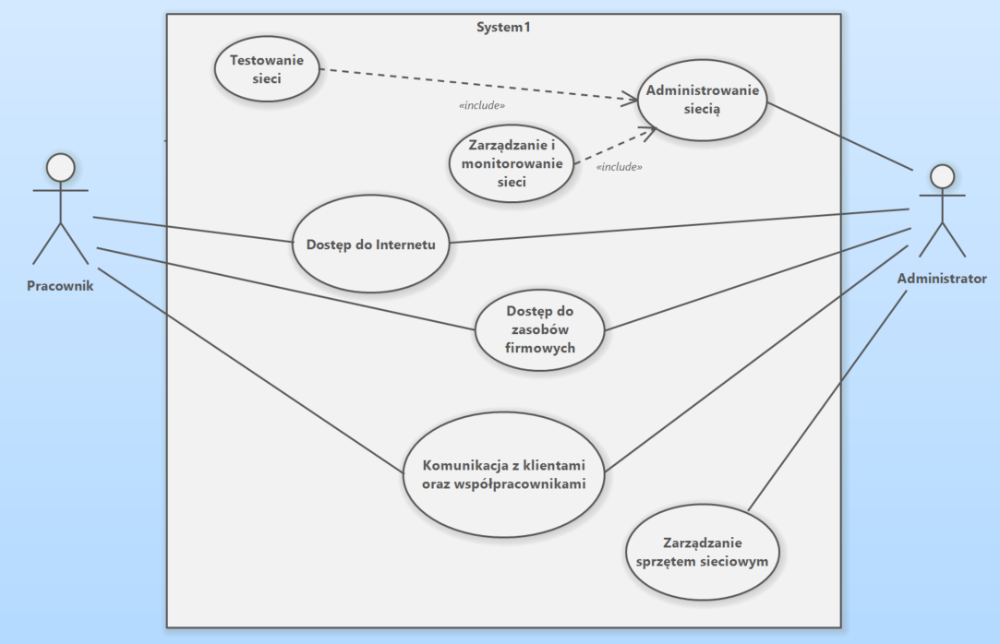 System1
Testowanie
sieci
Administrowanie
siecią
«include»
Zarządzanie i
monitorowanie
sieci
«include»
Dostęp do Internetu
Pracownik
Administrator
Dostęp do
zasobów
firmowych
Komunikacja z klientami
oraz współpracownikami
Zarządzanie
sprzętem sieciowym